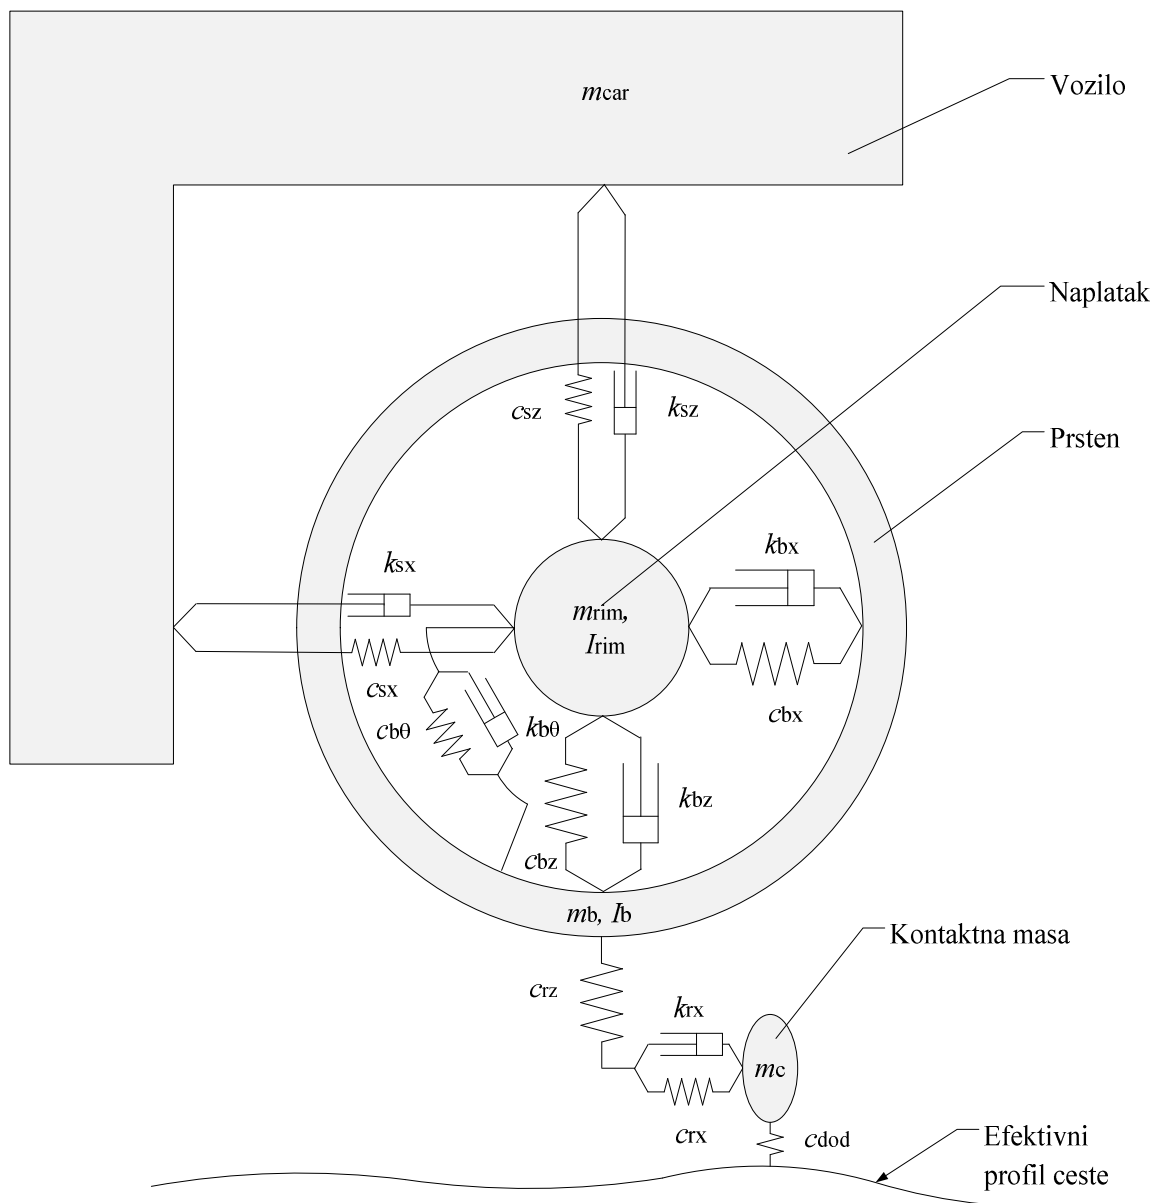 mcar
Vozilo
Naplatak
csz
ksz
Prsten
kbx
ksx
mrim,
Irim
csx
cbx
cbθ
kbθ
kbz
cbz
mb, Ib
Kontaktna masa
crz
krx
mc
crx
cdod
Efektivni
profil ceste